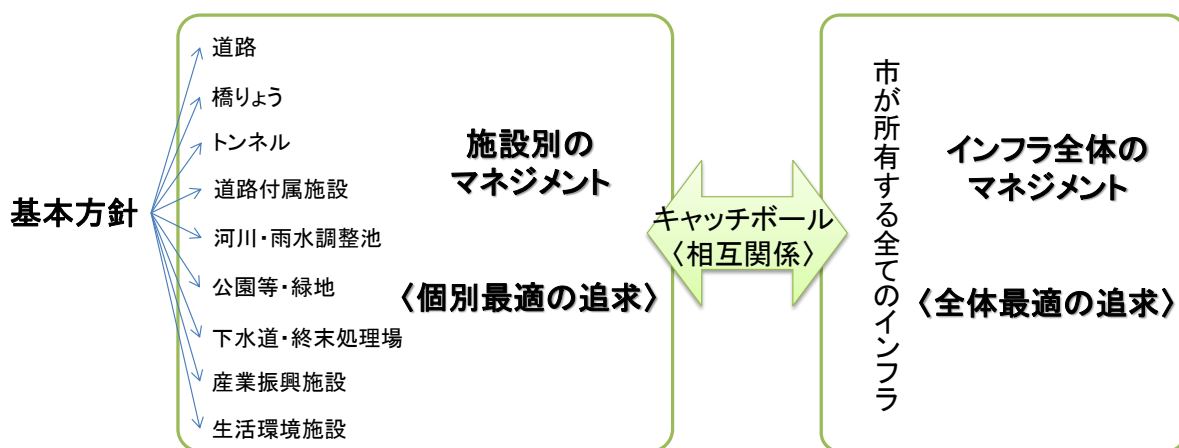 基本方針
道路
橋りょう
トンネル
道路付属施設
河川・雨水調整池
公園等・緑地
下水道・終末処理場
産業振興施設
生活環境施設
施設別の
マネジメント
〈個別最適の追求〉
キャッチボール
〈相互関係〉
市が所有する全てのインフラ
インフラ全体の
マネジメント
〈全体最適の追求〉